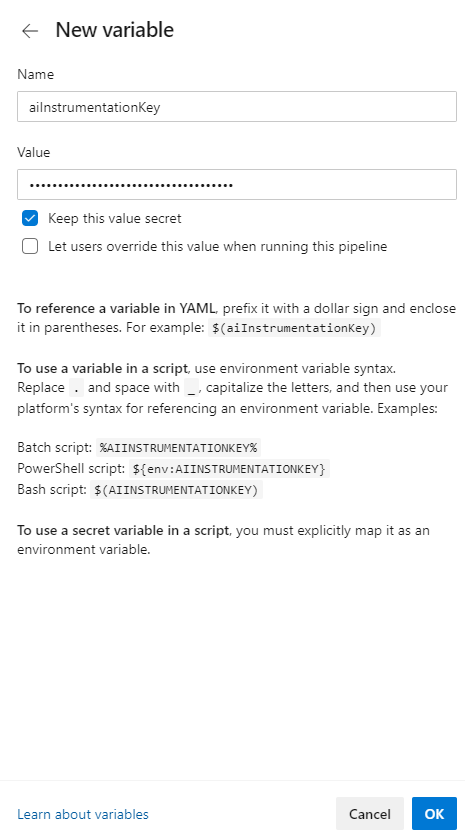 New variable
Name
aiInstrumentationKey
Value
••••••••••••••••••••••••••••••••••••
Keep this value secret
Let users override this value when running this pipeline
To reference a variable in YAML, prefix it with a dollar sign and enclose
it in parentheses. For example: $(aiInstrumentationKey)
To use a variable in a script, use environment variable syntax.
Replace . and space with _, capitalize the letters, and then use your
platform's syntax for referencing an environment variable. Examples:
Batch script: %AIINSTRUMENTATIONKEY%
PowerShell script: ${env:AIINSTRUMENTATIONKEY}
Bash script: $(AIINSTRUMENTATIONKEY)
To use a secret variable in a script, you must explicitly map it as an
environment variable.
Learn about variables
Cancel
OK